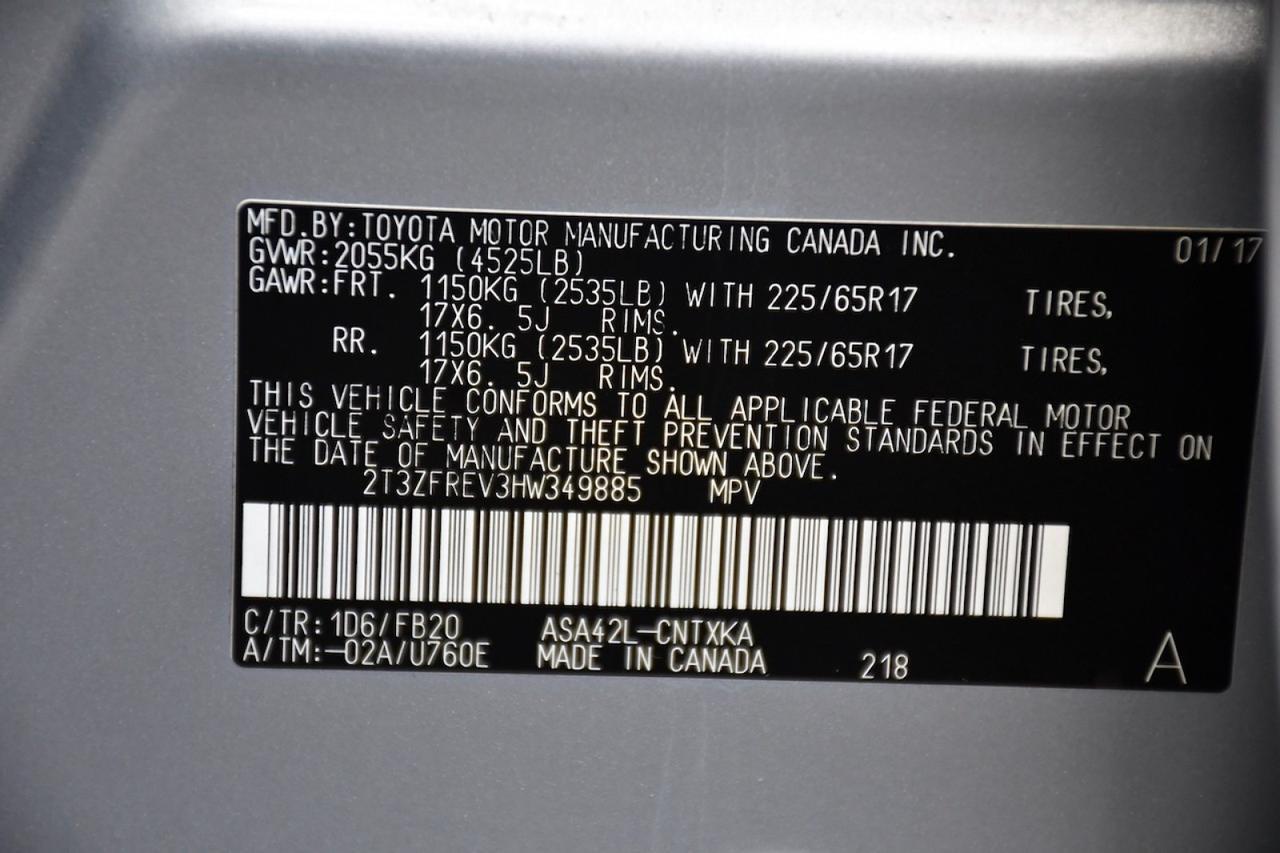 MFD.BY:TOYOTA MOTOR MANUFACTURING CANADA INC. 01/17
GVWR:2055KG (4525LB)
GAWR:FRT. 1150KG (2535LB) WITH 225/65R17 TIRES,
17X6.5J RIMS.
RR. 1150KG (2535LB) WITH 225/65R17 TIRES,
17X6.5J RIMS.
THIS VEHICLE CONFORMS TO ALL APPLICABLE FEDERAL MOTOR
VEHICLE SAFETY AND THEFT PREVENTION STANDARDS IN EFFECT ON
THE DATE OF MANUFACTURE SHOWN ABOVE.
2T3ZFREV3HW349885 MPV
C/TR:1D6/FB20 ASA42L-CNTXKA
A/TM:-02A/U760E MADE IN CANADA 218 A